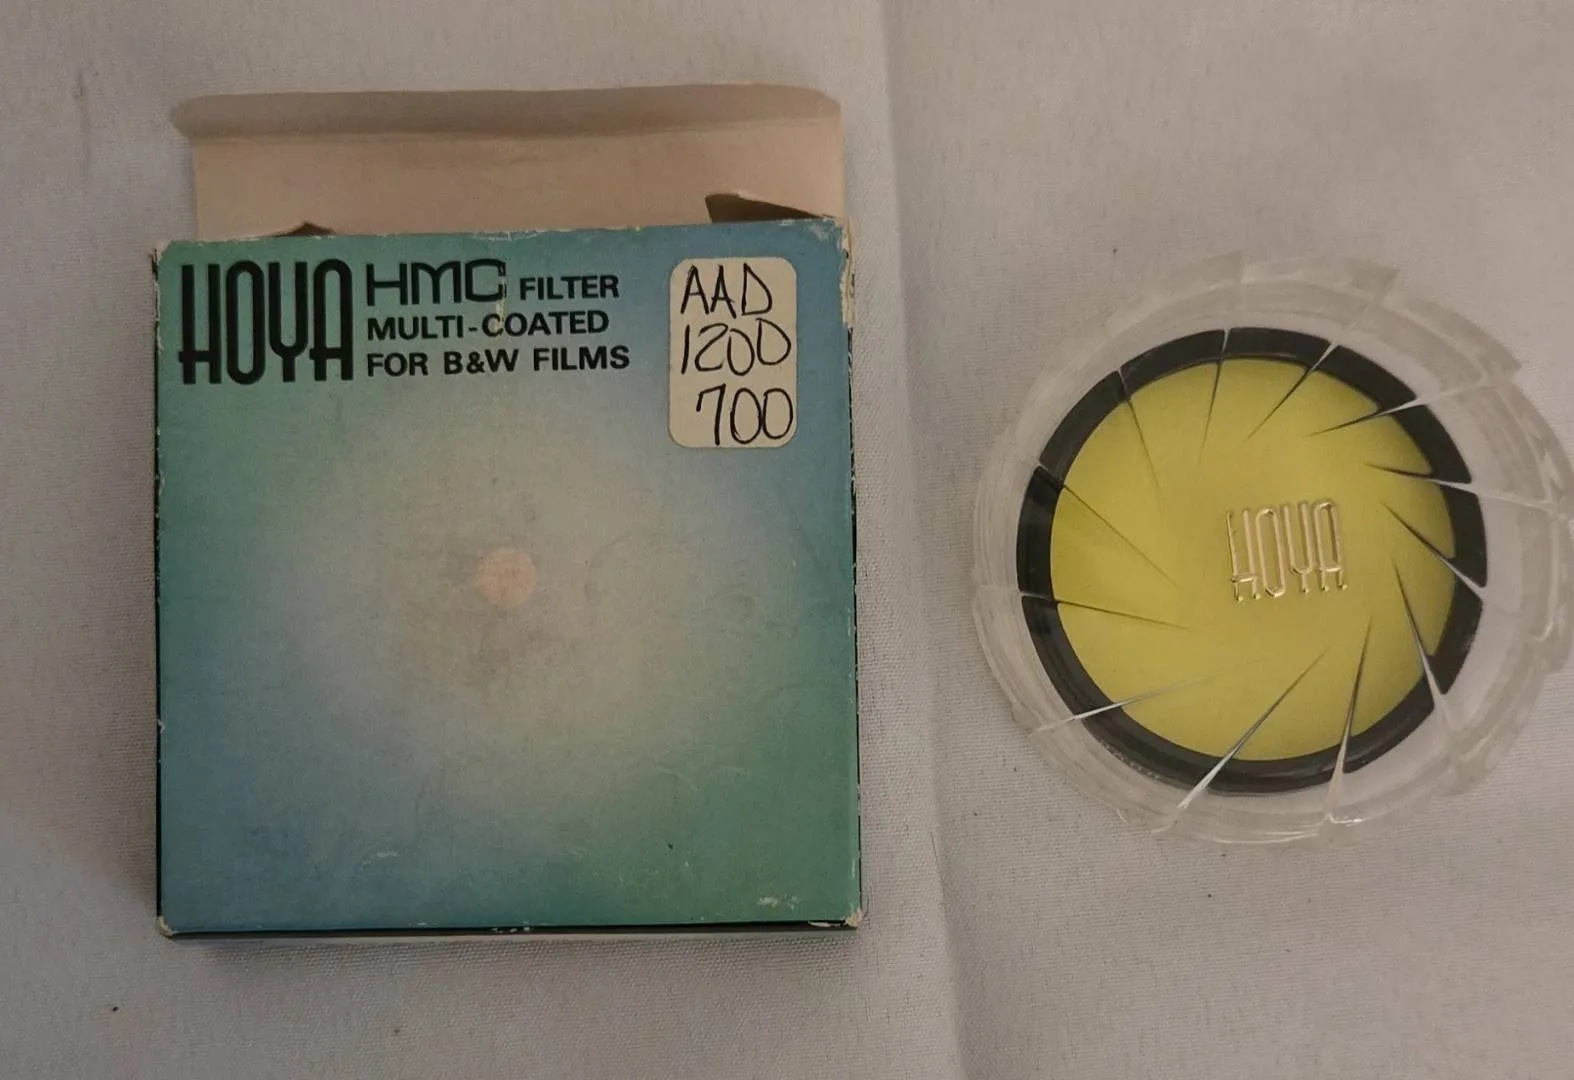 HOYA HMC FILTER
MULTI-COATED
FOR B&W FILMS
AAD
1200
700
HOYA